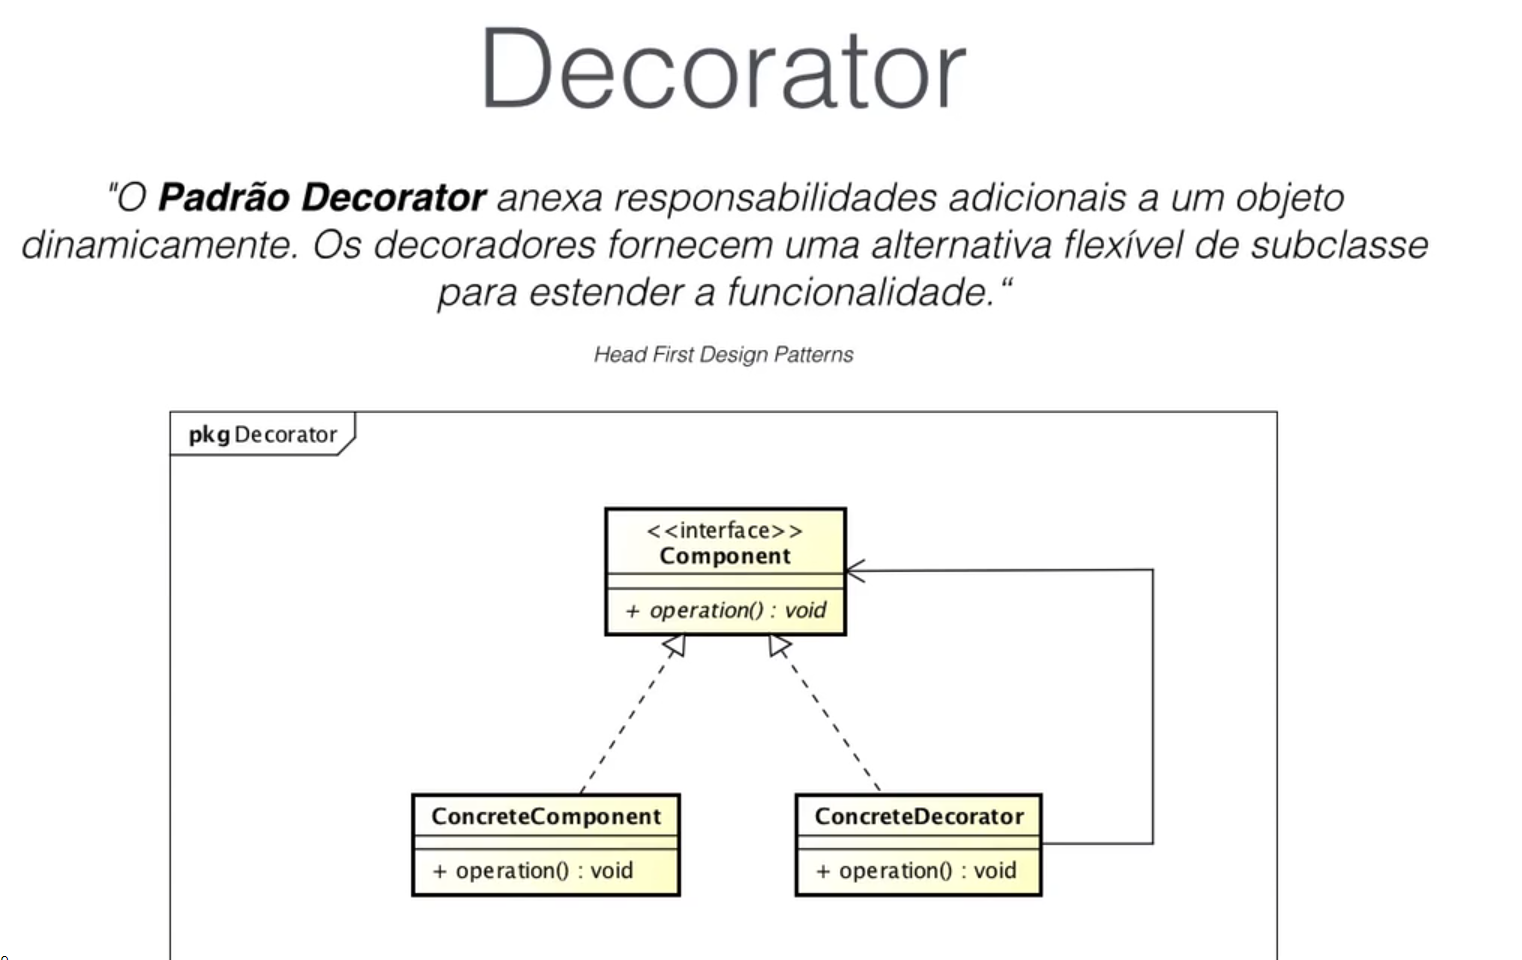 Decorator
"O Padrão Decorator anexa responsabilidades adicionais a um objeto
dinamicamente. Os decoradores fornecem uma alternativa flexível de subclasse
para estender a funcionalidade.“
Head First Design Patterns
pkg Decorator
<<interface>>
Component
+ operation() : void
ConcreteComponent
+ operation() : void
ConcreteDecorator
+ operation() : void